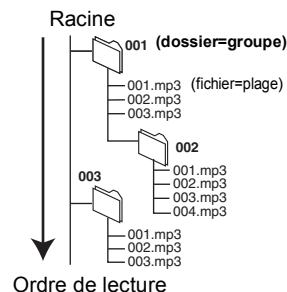 Racine
001 (dossier=groupe)
001.mp3 (fichier=plage)
002.mp3
003.mp3
002
001.mp3
002.mp3
003.mp3
004.mp3
003
001.mp3
002.mp3
003.mp3
Ordre de lecture